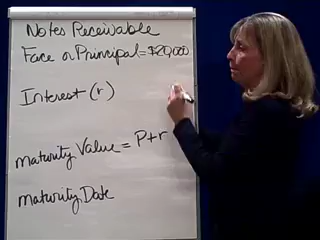 Notes Receivable
Face or Principal = $20,000
Interest (r)
Maturity Value = P+r
Maturity Date